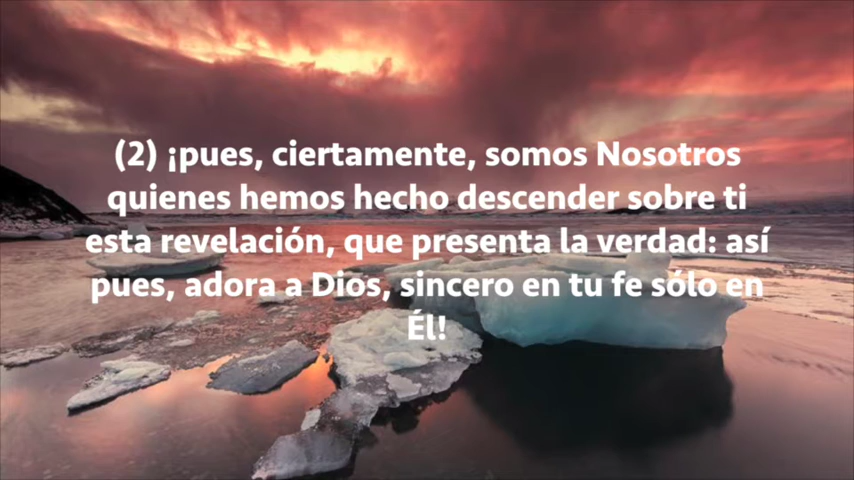 (2) ¡pues, ciertamente, somos Nosotros
quienes hemos hecho descender sobre ti
esta revelación, que presenta la verdad: así
pues, adora a Dios, sincero en tu fe sólo en
Él!